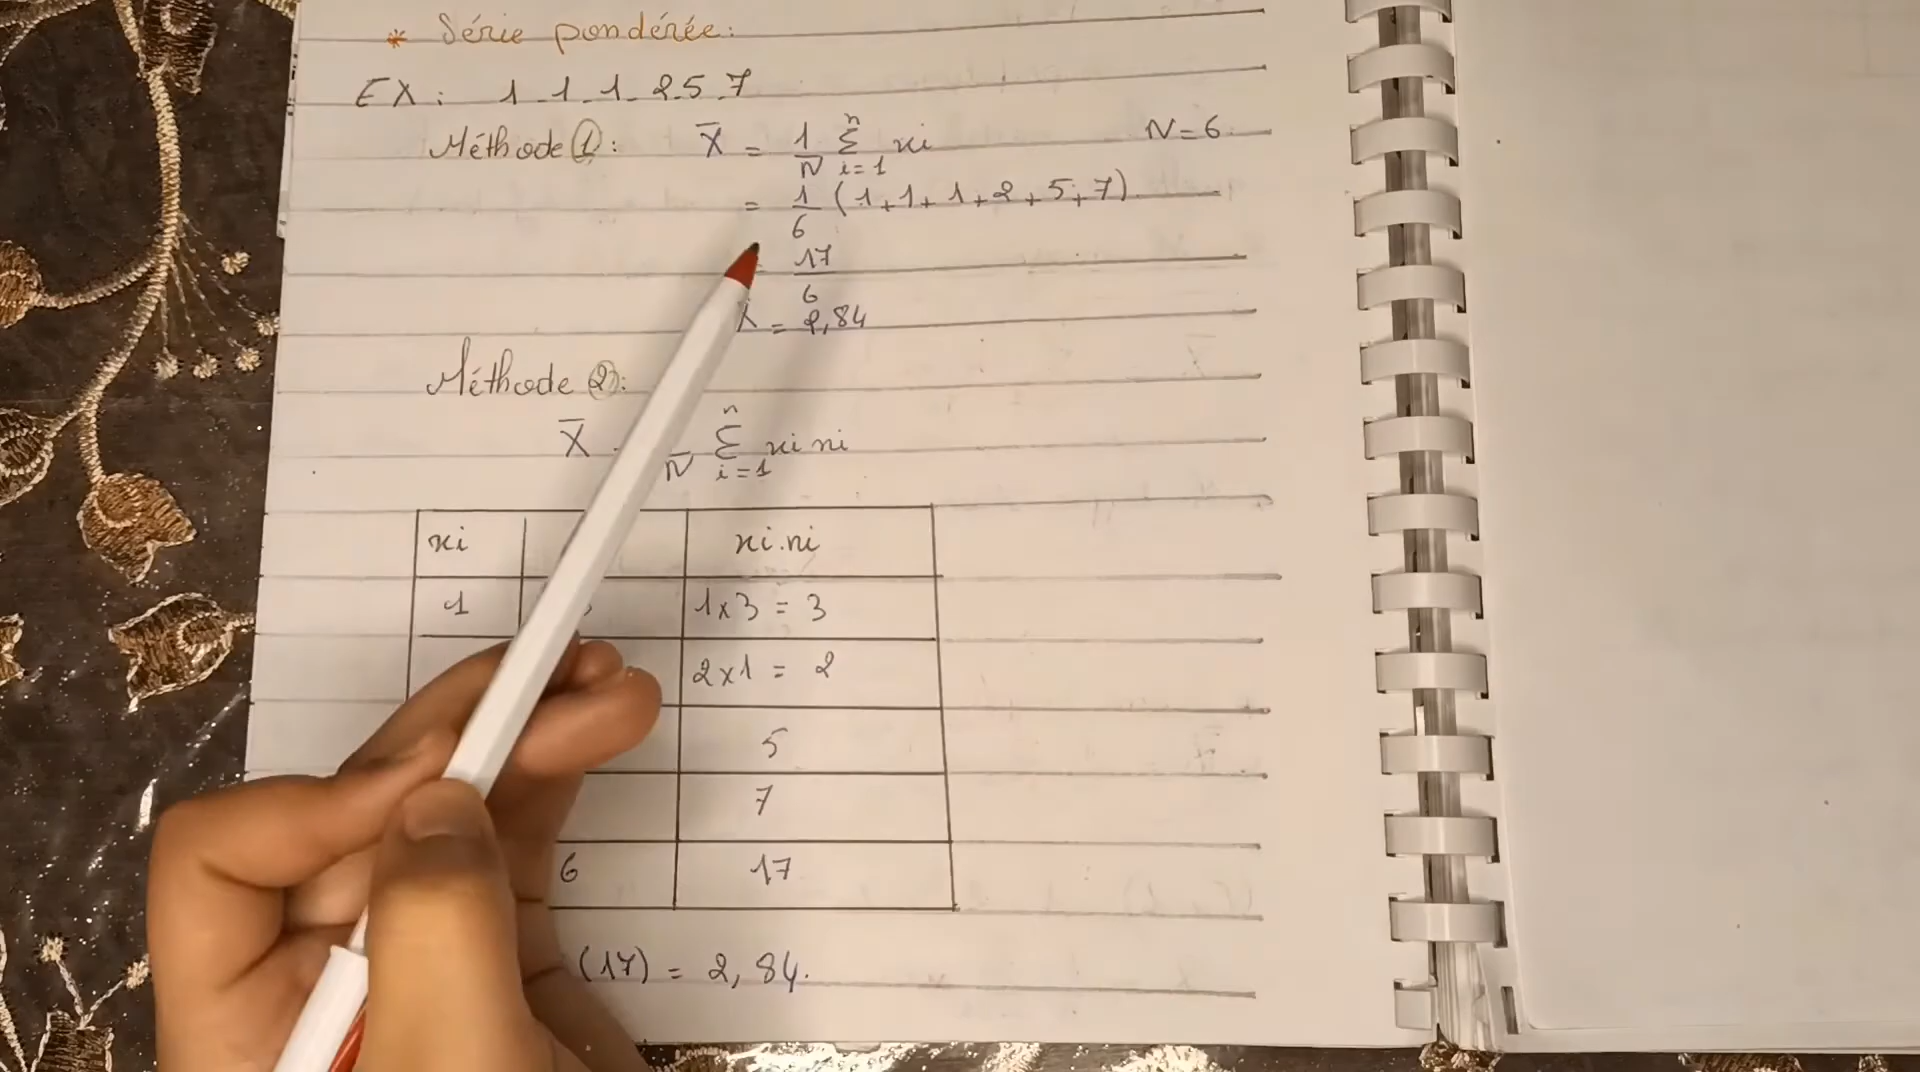 * Série pondérée:
EX: 1 1 1 2 5 7
Méthode ①: X̄ = 1/N Σ(i=1, n) xi N=6
= 1/6 (1+1+1+2+5+7)
17/6
X̄ = 2,84
Méthode ②:
X̄ N Σ(i=1, n) xi ni
xi xi.ni
1 1x3 = 3
2x1 = 2
5
7
6 17
(17) = 2,84.